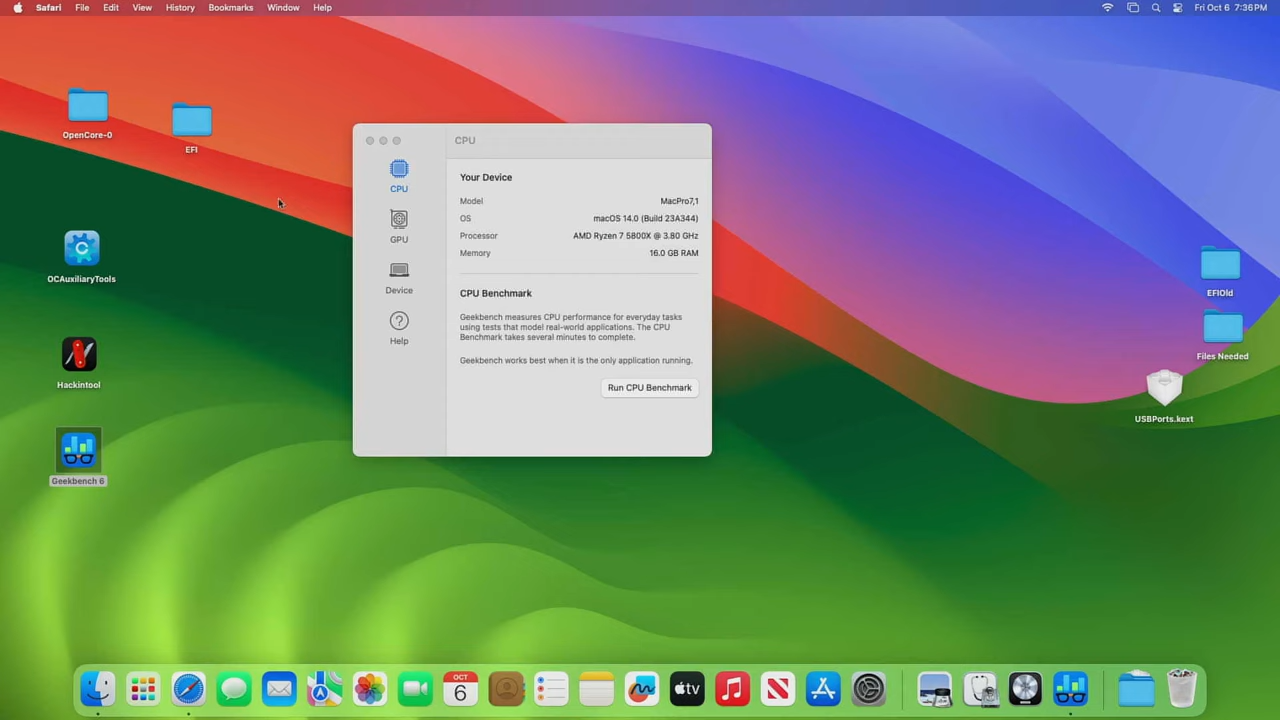 Safari File Edit View History Bookmarks Window Help Fri Oct 6 7:36 PM
OpenCore-0
EFI
OCAuxiliaryTools
Hackintool
Geekbench 6
CPU
CPU
GPU
Device
Help
Your Device
Model MacPro7,1
OS macOS 14.0 (Build 23A344)
Processor AMD Ryzen 7 5800X @ 3.80 GHz
Memory 16.0 GB RAM
CPU Benchmark
Geekbench measures CPU performance for everyday tasks
using tests that model real-world applications. The CPU
Benchmark takes several minutes to complete.
Geekbench works best when it is the only application running.
Run CPU Benchmark
EFIOld
Files Needed
USBPorts.kext
OCT
6
tv